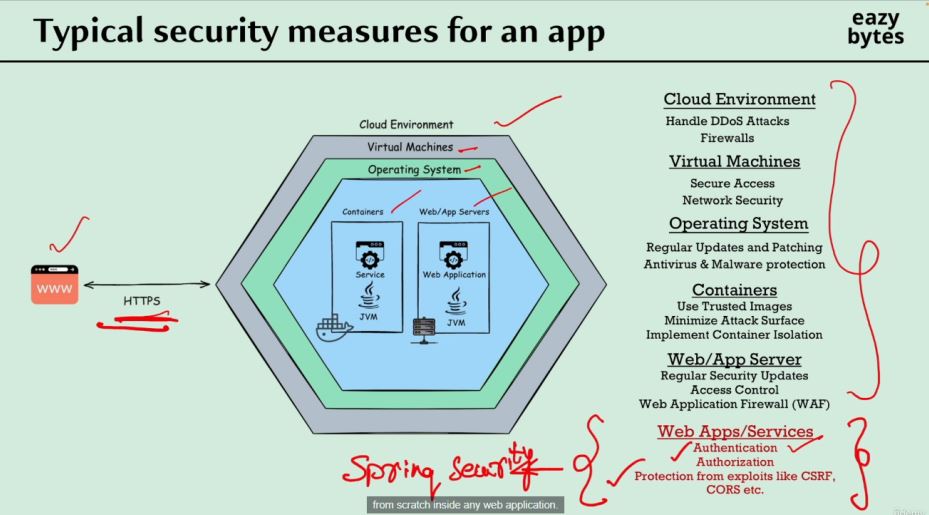 Typical security measures for an app
eazy
bytes
Cloud Environment
Virtual Machines
Operating System
Containers
Web/App Servers
Service
Web Application
JVM
JVM
WWW
HTTPS
Cloud Environment
Handle DDoS Attacks
Firewalls
Virtual Machines
Secure Access
Network Security
Operating System
Regular Updates and Patching
Antivirus & Malware protection
Containers
Use Trusted Images
Minimize Attack Surface
Implement Container Isolation
Web/App Server
Regular Security Updates
Access Control
Web Application Firewall (WAF)
Web Apps/Services
Authentication
Authorization
Protection from exploits like CSRF,
CORS etc.
Spring Security
from scratch inside any web application.